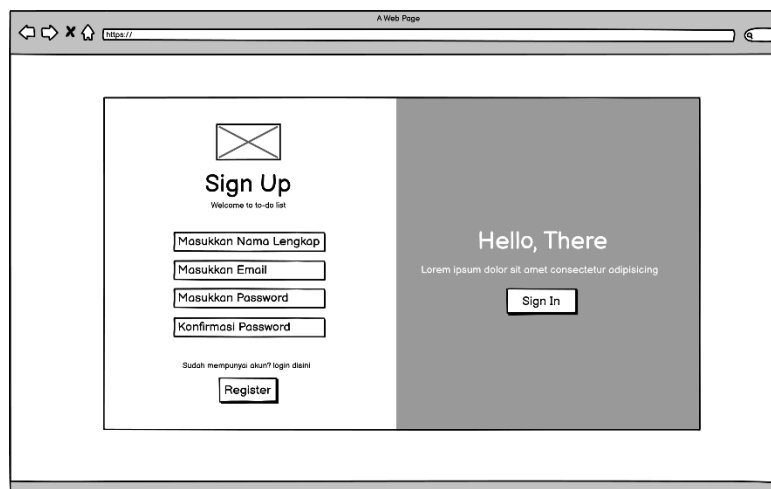 A Web Page
https://
Sign Up
Welcome to to-do list
Masukkan Nama Lengkap
Masukkan Email
Masukkan Password
Konfirmasi Password
Sudah mempunyai akun? login disini
Register
Hello, There
Lorem ipsum dolor sit amet consectetur adipisicing
Sign In